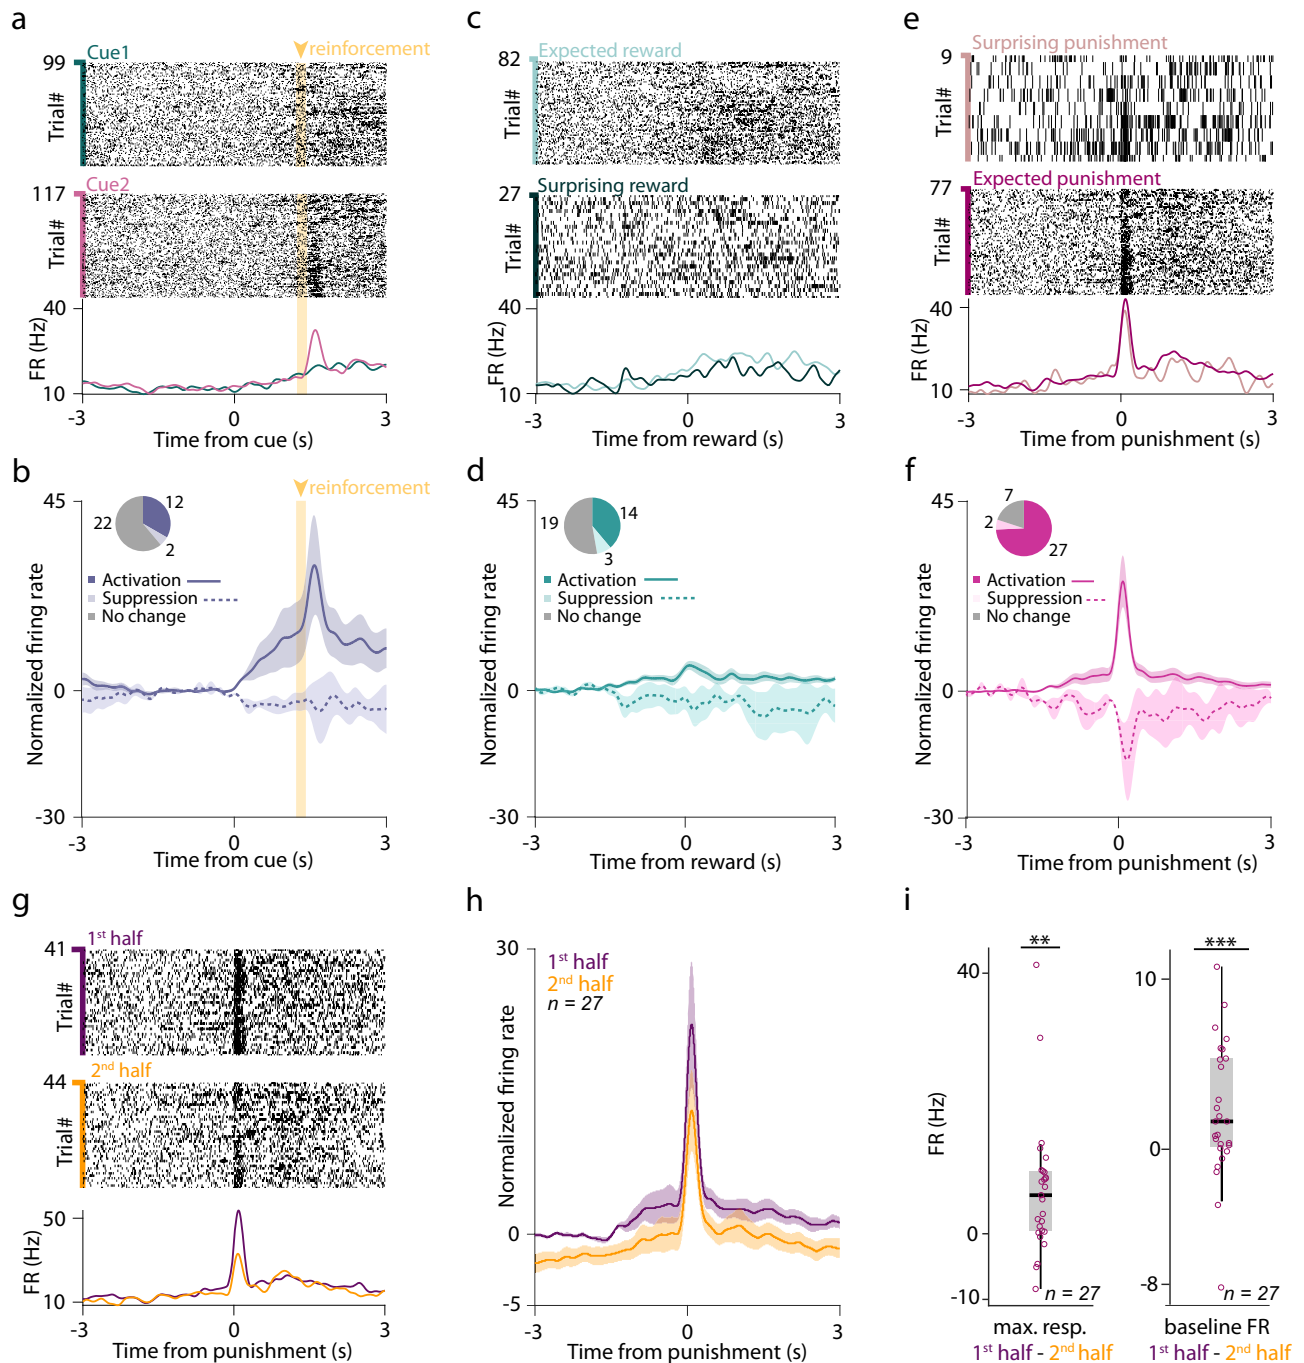 a
Cue1
reinforcement
99
Trial#
Cue2
117
Trial#
40
FR (Hz)
10
-3 0 3
Time from cue (s)
c
Expected reward
82
Trial#
Surprising reward
27
Trial#
40
FR (Hz)
10
-3 0 3
Time from reward (s)
e
Surprising punishment
9
Trial#
Expected punishment
77
Trial#
40
FR (Hz)
10
-3 0 3
Time from punishment (s)
b
reinforcement
45
12
22
2
Activation
Suppression
No change
Normalized firing rate
0
-30
-3 0 3
Time from cue (s)
d
45
14
19
3
Activation
Suppression
No change
Normalized firing rate
0
-30
-3 0 3
Time from reward (s)
f
45
7
2
27
Activation
Suppression
No change
Normalized firing rate
0
-30
-3 0 3
Time from punishment (s)
g
1st half
41
Trial#
2nd half
44
Trial#
50
FR (Hz)
10
-3 0 3
Time from punishment (s)
h
30
1st half
2nd half
n = 27
Normalized firing rate
0
-5
-3 0 3
Time from punishment (s)
i
**
40
FR (Hz)
0
-10
n = 27
max. resp.
1st half - 2nd half
***
10
0
-8
n = 27
baseline FR
1st half - 2nd half